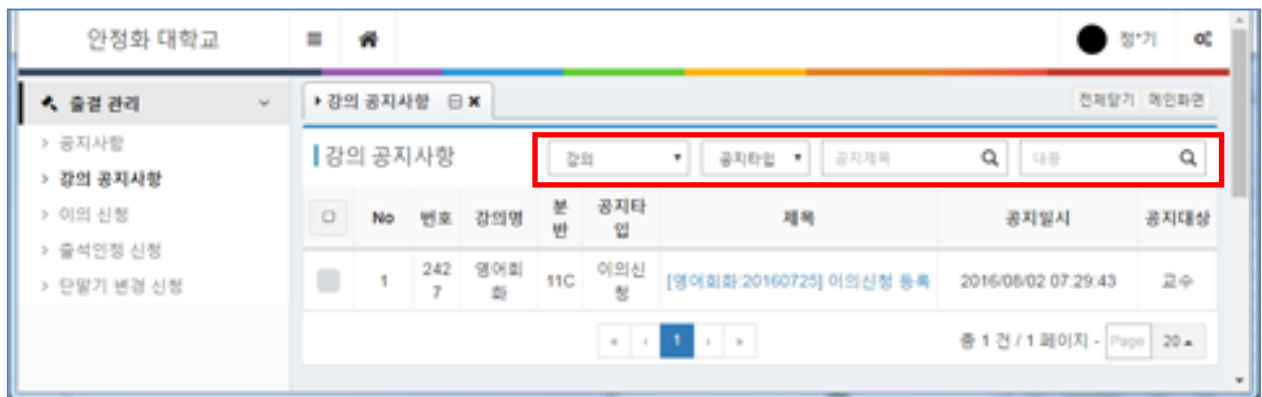 안정화 대학교
정*기
출결 관리
강의 공지사항
전체닫기 메인화면
> 공지사항
> 강의 공지사항
> 이의 신청
> 출석인정 신청
> 단말기 변경 신청
강의 공지사항
강의 공지타입 공지제목 내용
No 번호 강의명 분반 공지타입 제목 공지일시 공지대상
1 2427 영어회화 11C 이의신청 [영어회화:20160725] 이의신청 등록 2016/08/02 07:29:43 교수
« ‹ 1 › »
총 1 건 / 1 페이지 - Page 20